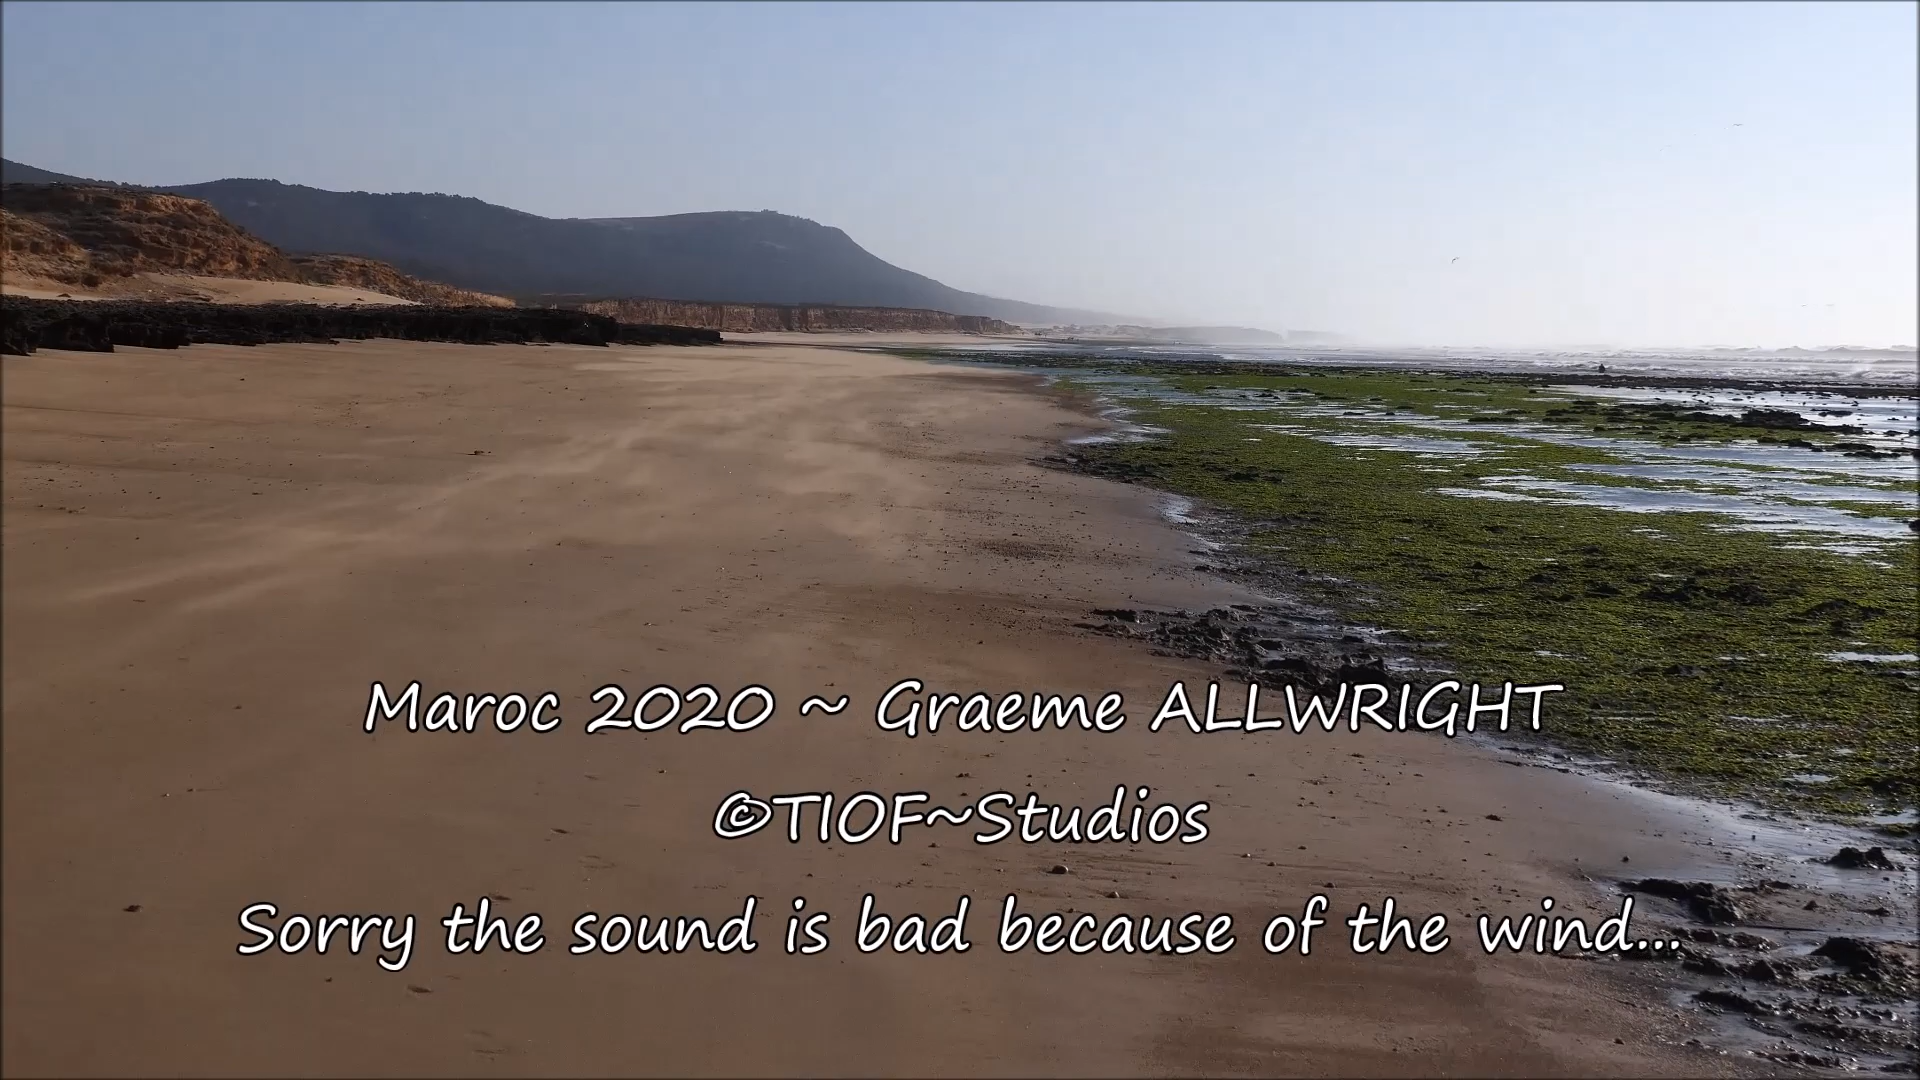 Maroc 2020 ~ Graeme ALLWRIGHT
©TIOF~Studios
Sorry the sound is bad because of the wind...